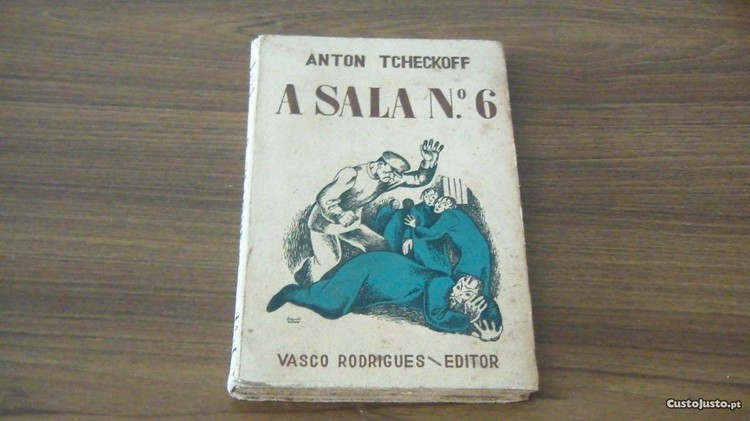 ANTON TCHECKOFF
A SALA N.º 6
VASCO RODRIGUES/EDITOR
CustoJusto.pt